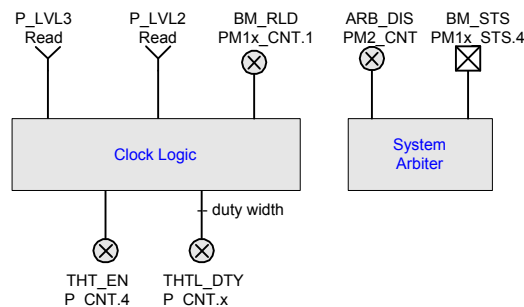 P_LVL3
Read
P_LVL2
Read
BM_RLD
PM1x_CNT.1
ARB_DIS
PM2_CNT
BM_STS
PM1x_STS.4
Clock Logic
System
Arbiter
duty width
THT_EN
P_CNT.4
THTL_DTY
P_CNT.x